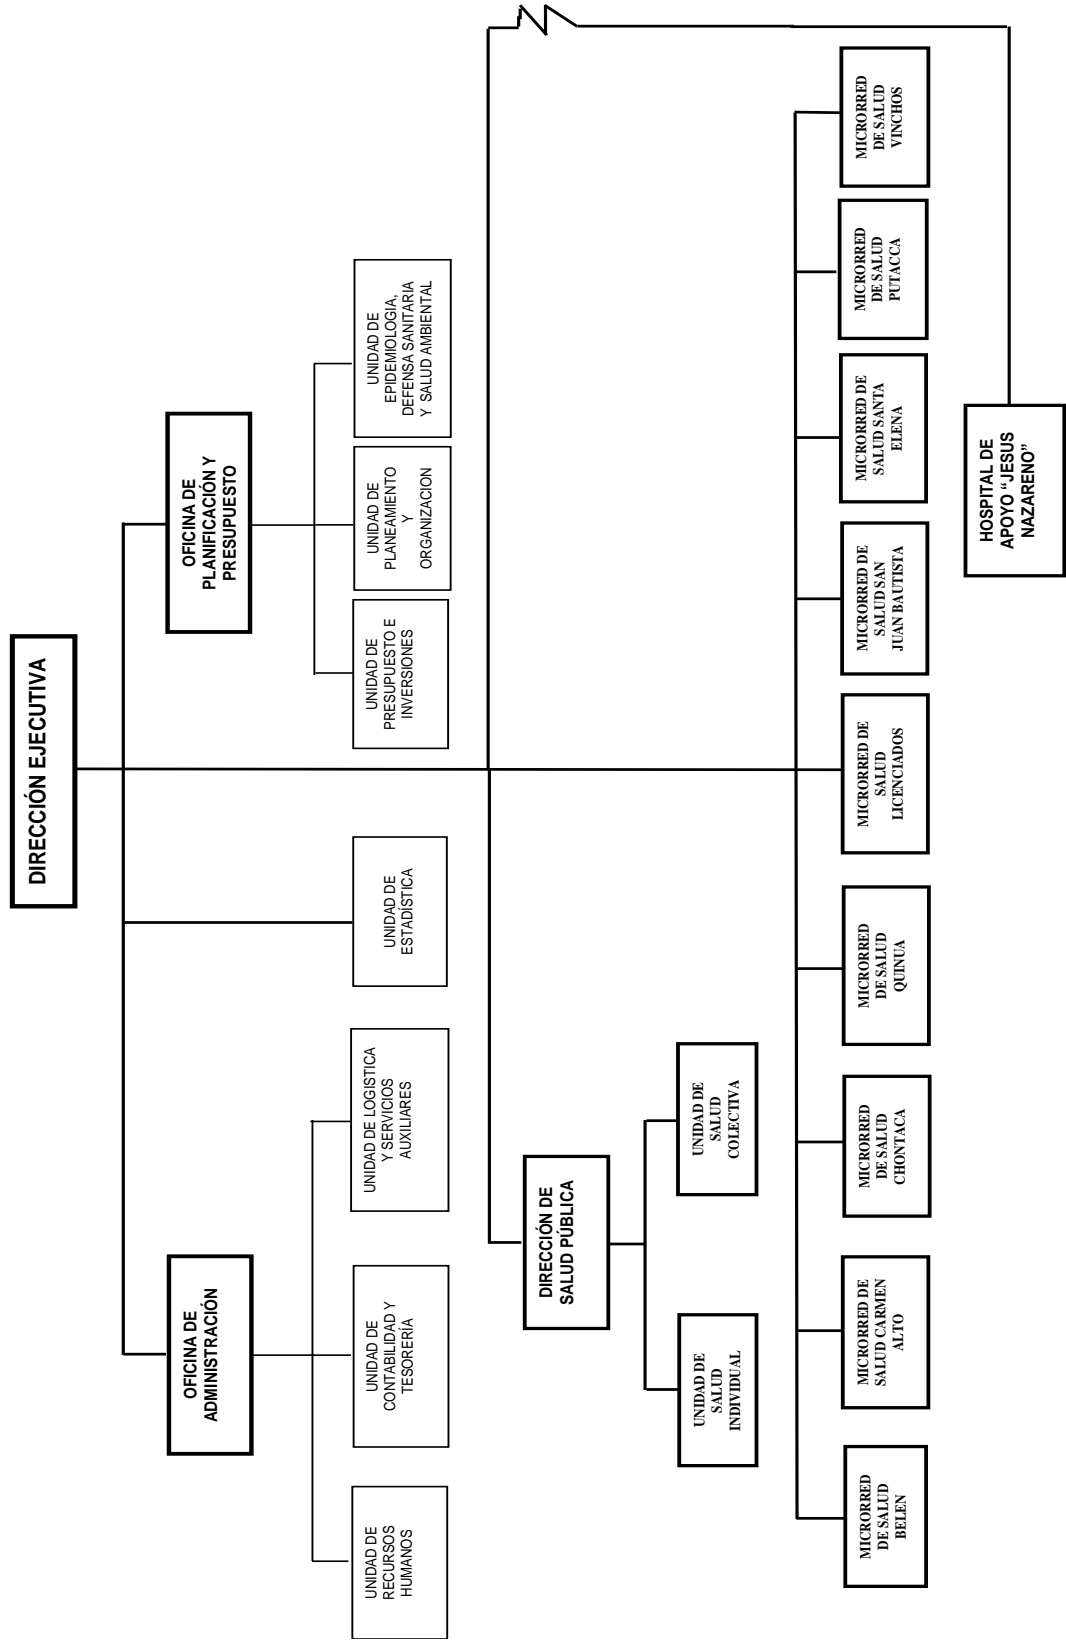 DIRECCIÓN EJECUTIVA
OFICINA DE
ADMINISTRACIÓN
OFICINA DE
PLANIFICACIÓN Y
PRESUPUESTO
UNIDAD DE
RECURSOS
HUMANOS
UNIDAD DE
CONTABILIDAD Y
TESORERÍA
UNIDAD DE LOGISTICA
Y SERVICIOS
AUXILIARES
UNIDAD DE
ESTADÍSTICA
UNIDAD DE
PRESUPUESTO E
INVERSIONES
UNIDAD DE
PLANEAMIENTO
Y
ORGANIZACION
UNIDAD DE
EPIDEMIOLOGIA,
DEFENSA SANITARIA
Y SALUD AMBIENTAL
DIRECCIÓN DE
SALUD PÚBLICA
UNIDAD DE
SALUD
INDIVIDUAL
UNIDAD DE
SALUD
COLECTIVA
MICRORRED
DE SALUD
BELEN
MICRORRED DE
SALUD CARMEN
ALTO
MICRORRED
DE SALUD
CHONTACA
MICRORRED
DE SALUD
QUINUA
MICRORRED DE
SALUD
LICENCIADOS
MICRORRED DE
SALUD SAN
JUAN BAUTISTA
MICRORRED DE
SALUD SANTA
ELENA
MICRORRED
DE SALUD
PUTACCA
MICRORRED
DE SALUD
VINCHOS
HOSPITAL DE
APOYO “JESUS
NAZARENO”